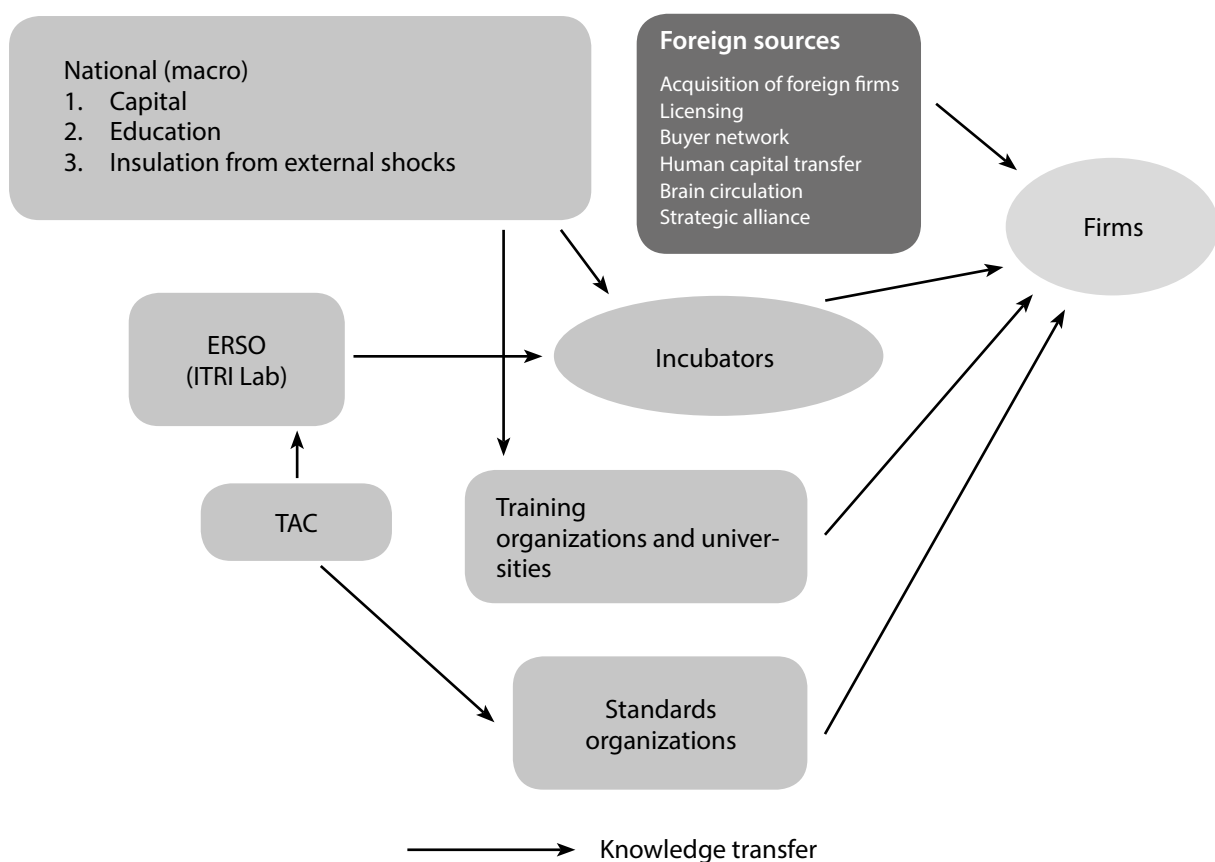 National (macro)
1. Capital
2. Education
3. Insulation from external shocks
Foreign sources
Acquisition of foreign firms
Licensing
Buyer network
Human capital transfer
Brain circulation
Strategic alliance
Firms
ERSO
(ITRI Lab)
Incubators
TAC
Training
organizations and univer-
sities
Standards
organizations
Knowledge transfer